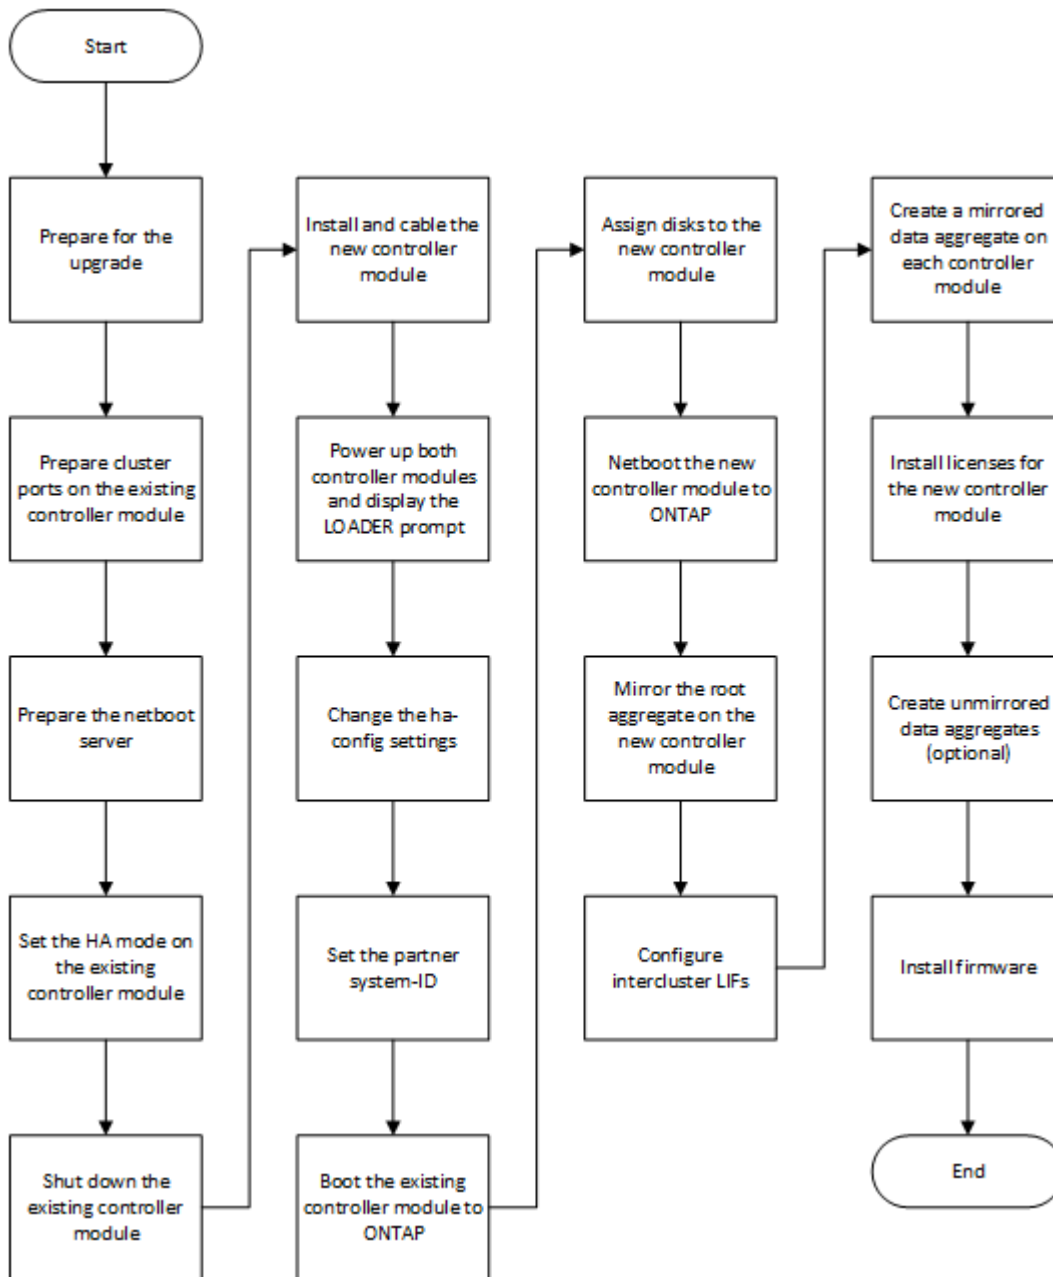 Start
Prepare for the
upgrade
Prepare cluster
ports on the existing
controller module
Prepare the netboot
server
Set the HA mode on
the existing
controller module
Shut down the
existing controller
module
Install and cable the
new controller
module
Power up both
controller modules
and display the
LOADER prompt
Change the ha-
config settings
Set the partner
system-ID
Boot the existing
controller module to
ONTAP
Assign disks to the
new controller
module
Netboot the new
controller module to
ONTAP
Mirror the root
aggregate on the
new controller
module
Configure
intercluster LIFs
Create a mirrored
data aggregate on
each controller
module
Install licenses for
the new controller
module
Create unmirrored
data aggregates
(optional)
Install firmware
End